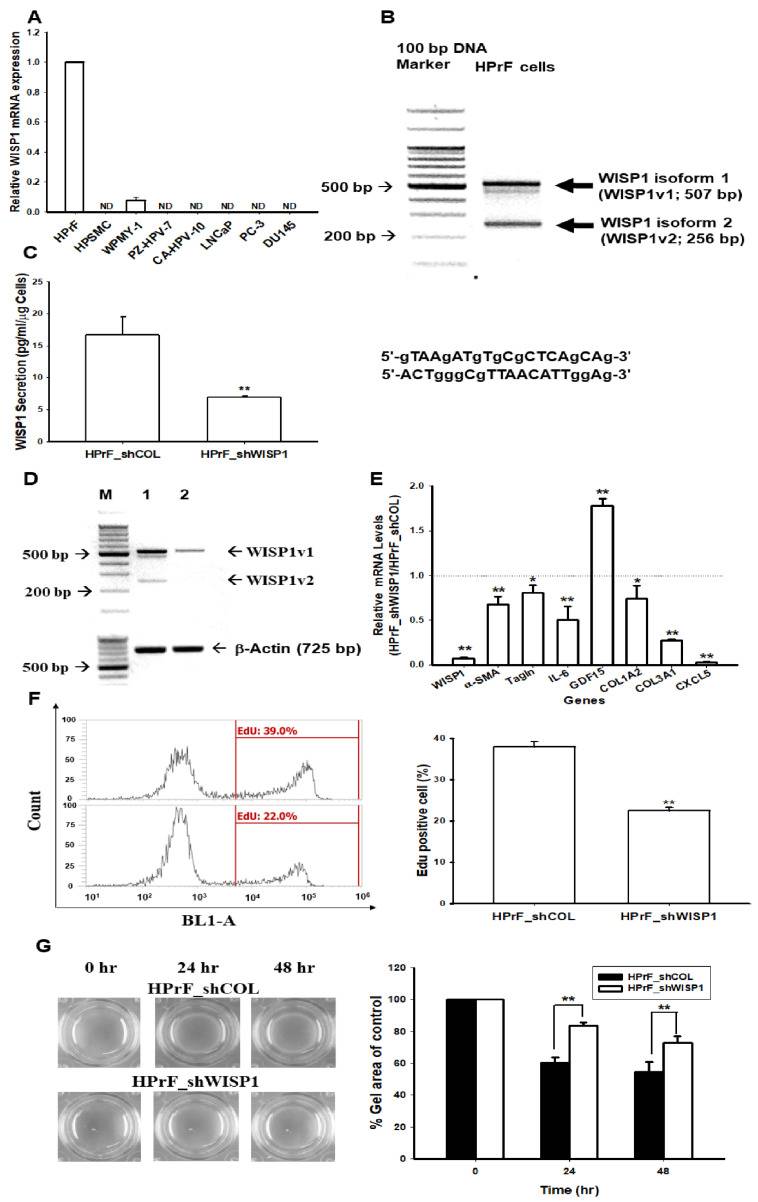 A
Relative WISP1 mRNA expression
1.2
1.0
0.8
0.6
0.4
0.2
0.0
ND ND ND ND ND ND
HPrF HPSMC WPMY-1 PZ-HPV-7 CA-HPV-10 LNCaP PC-3 DU145
B
100 bp DNA
Marker
HPrF cells
500 bp →
200 bp →
WISP1 isoform 1
(WISP1v1; 507 bp)
WISP1 isoform 2
(WISP1v2; 256 bp)
5'-gTAAgATgTgCgCTCAgCAg-3'
5'-ACTgggCgTTAACATTggAg-3'
C
WISP1 Secretion (pg/ml/μg Cells)
25
20
15
10
5
0
**
HPrF_shCOL HPrF_shWISP1
D
M 1 2
500 bp →
200 bp →
500 bp →
← WISP1v1
← WISP1v2
← β-Actin (725 bp)
E
Relative mRNA Levels
(HPrF_shWISP1/HPrF_shCOL)
2.0
1.5
1.0
0.5
0.0
** ** * ** ** * ** **
WISP1 α-SMA Tagln IL-6 GDF15 COL1A2 COL3A1 CXCL5
Genes
F
Count
100
75
50
25
0
EdU: 39.0%
100
75
50
25
0
EdU: 22.0%
10¹ 10² 10³ 10⁴ 10⁵ 10⁶
BL1-A
Edu positive cell (%)
40
30
20
10
0
**
HPrF_shCOL HPrF_shWISP1
G
0 hr 24 hr 48 hr
HPrF_shCOL
HPrF_shWISP1
% Gel area of control
120
100
80
60
40
20
0
HPrF_shCOL
HPrF_shWISP1
** **
0 24 48
Time (hr)